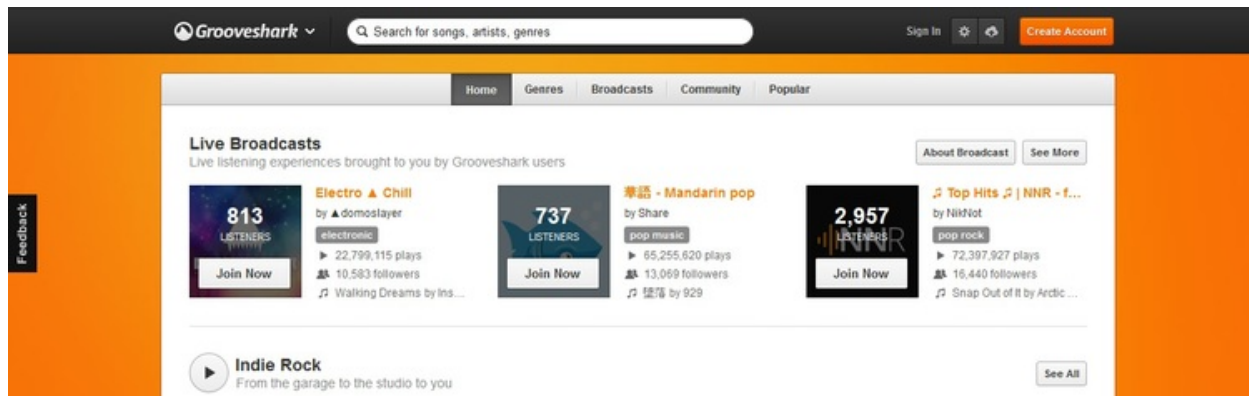 Grooveshark
Search for songs, artists, genres
Sign In
Create Account
Home Genres Broadcasts Community Popular
Live Broadcasts
Live listening experiences brought to you by Grooveshark users
About Broadcast See More
Feedback
813
LISTENERS
Join Now
Electro ▲ Chill
by ▲domoslayer
electronic
22,799,115 plays
10,583 followers
Walking Dreams by Ins...
737
LISTENERS
Join Now
華語 - Mandarin pop
by Share
pop music
65,255,620 plays
13,069 followers
墮落 by 929
2,957
LISTENERS
NNR
Join Now
♫ Top Hits ♫ | NNR - f...
by NikNot
pop rock
72,397,927 plays
16,440 followers
Snap Out of It by Arctic ...
Indie Rock
From the garage to the studio to you
See All